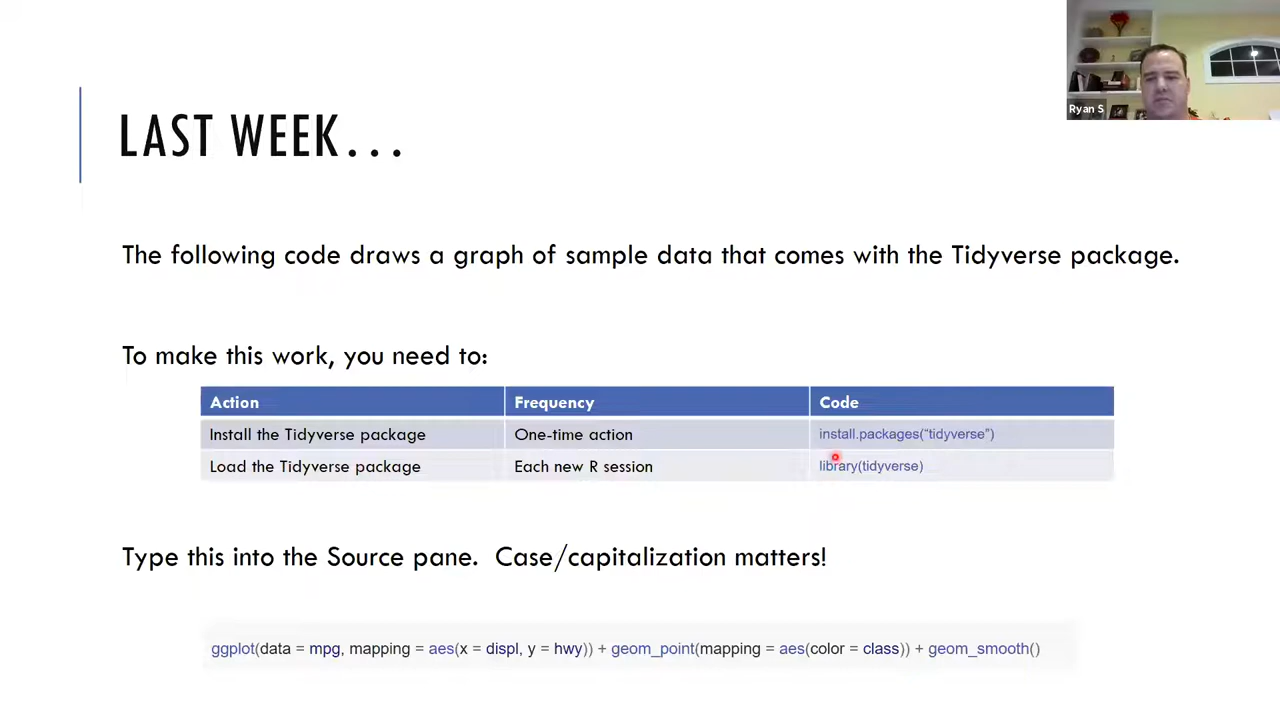 Ryan S
LAST WEEK...
The following code draws a graph of sample data that comes with the Tidyverse package.
To make this work, you need to:
Action Frequency Code
Install the Tidyverse package One-time action install.packages(“tidyverse”)
Load the Tidyverse package Each new R session library(tidyverse)
Type this into the Source pane. Case/capitalization matters!
ggplot(data = mpg, mapping = aes(x = displ, y = hwy)) + geom_point(mapping = aes(color = class)) + geom_smooth()